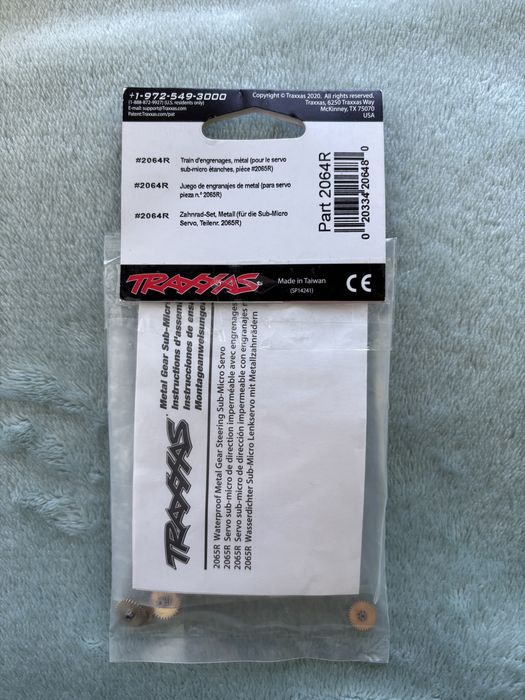 +1-972-549-3000
(1-888-872-9927) (U.S. residents only)
E-mail: support@Traxxas.com
Patent:Traxxas.com/pat
Copyright © Traxxas 2020. All rights reserved.
Traxxas, 6250 Traxxas Way
McKinney, TX 75070
USA
#2064R Train d'engrenages, métal (pour le servo
sub-micro étanches, pièce #2065R)
#2064R Juego de engranajes de metal (para servo
pieza n.º 2065R)
#2064R Zahnrad-Set, Metall (für die Sub-Micro
Servo, Teilenr. 2065R)
Part 2064R
0 20334 20648 0
TRAXXAS
Made in Taiwan
(SP14241)
CE
TRAXXAS
Metal Gear Sub-Micro
Instructions d'assem
Instrucciones de ens
Montageanweisungen
2065R Waterproof Metal Gear Steering Sub-Micro Servo
2065R Servo sub-micro de direction imperméable avec engrenages
2065R Servo sub-micro de dirección impermeable con engranajes
2065R Wasserdichter Sub-Micro Lenkservo mit Metallzahnrädern